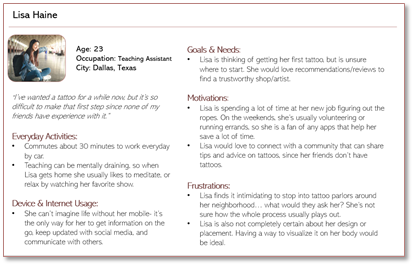 Lisa Haine
Age: 23
Occupation: Teaching Assistant
City: Dallas, Texas
"I've wanted a tattoo for a while now, but it's so
difficult to make that first step since none of my
friends have experience with it."
Everyday Activities:
• Commutes about 30 minutes to work everyday
by car.
• Teaching can be mentally draining, so when
Lisa gets home she usually likes to meditate, or
relax by watching her favorite show.
Device & Internet Usage:
• She can't imagine life without her mobile- it's
the only way for her to get information on the
go, keep updated with social media, and
communicate with others.
Goals & Needs:
• Lisa is thinking of getting her first tattoo, but is unsure
where to start. She would love recommendations/reviews to
find a trustworthy shop/artist.
Motivations:
• Lisa is spending a lot of time at her new job figuring out the
ropes. On the weekends, she's usually volunteering or
running errands, so she is a fan of any apps that help her
save a lot of time.
• Lisa would love to connect with a community that can share
tips and advice on tattoos, since her friends don't have
tattoos.
Frustrations:
• Lisa finds it intimidating to stop into tattoo parlors around
her neighborhood... what would they ask her? She's not
sure how the whole process usually plays out.
• Lisa is also not completely certain about her design or
placement. Having a way to visualize it on her body would
be ideal.